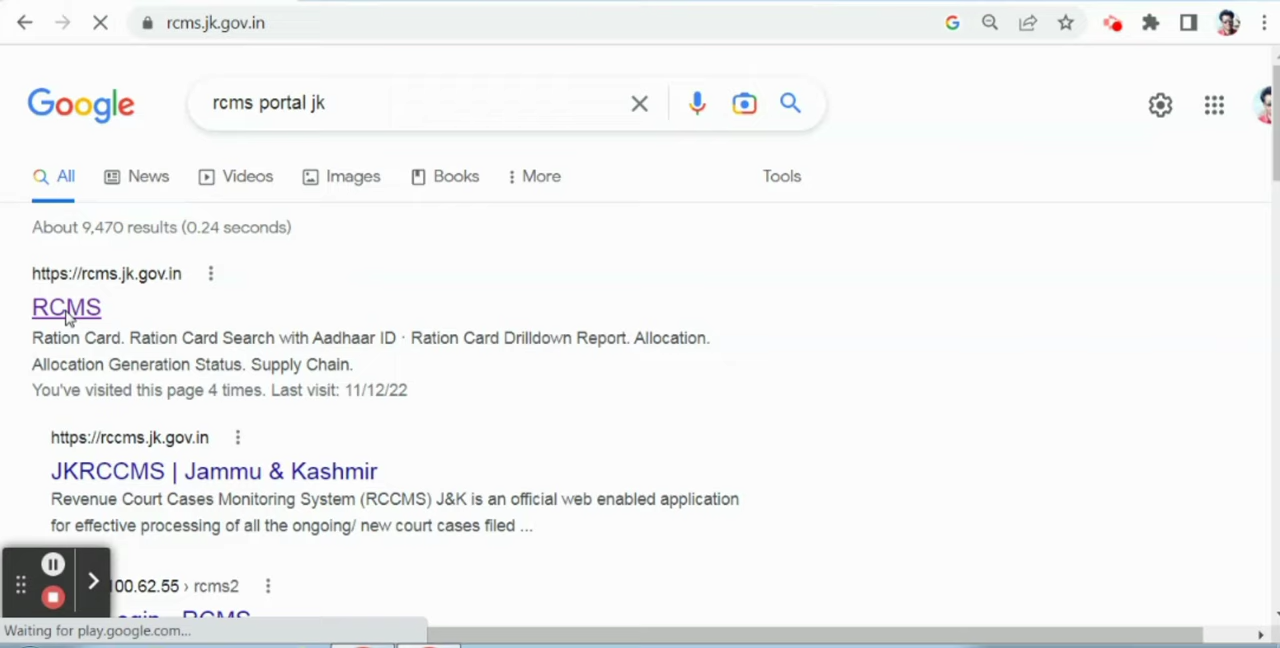 rcms.jk.gov.in
Google
rcms portal jk
All
News
Videos
Images
Books
More
Tools
About 9,470 results (0.24 seconds)
https://rcms.jk.gov.in
RCMS
Ration Card. Ration Card Search with Aadhaar ID · Ration Card Drilldown Report. Allocation.
Allocation Generation Status. Supply Chain.
You've visited this page 4 times. Last visit: 11/12/22
https://rccms.jk.gov.in
JKRCCMS | Jammu & Kashmir
Revenue Court Cases Monitoring System (RCCMS) J&K is an official web enabled application
for effective processing of all the ongoing/ new court cases filed ...
00.62.55 › rcms2
RCMS
Waiting for play.google.com...